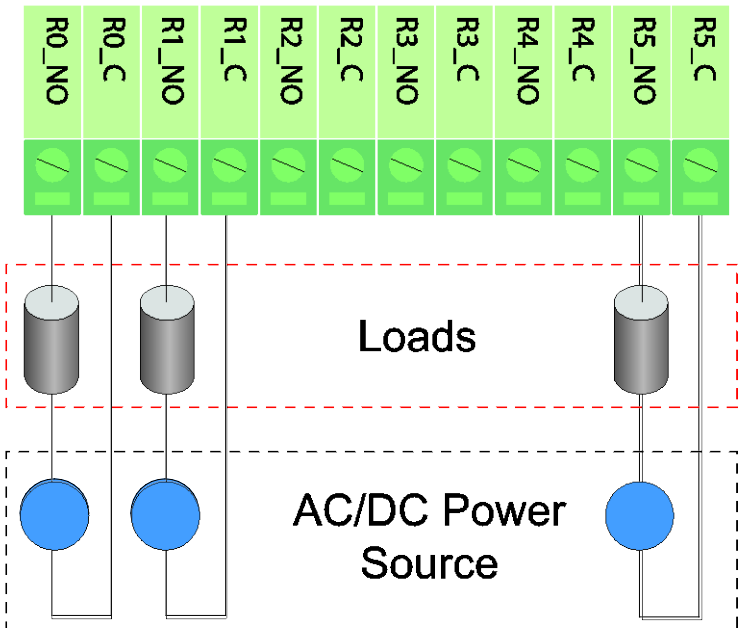 R0_NO
R0_C
R1_NO
R1_C
R2_NO
R2_C
R3_NO
R3_C
R4_NO
R4_C
R5_NO
R5_C
Loads
AC/DC Power
Source